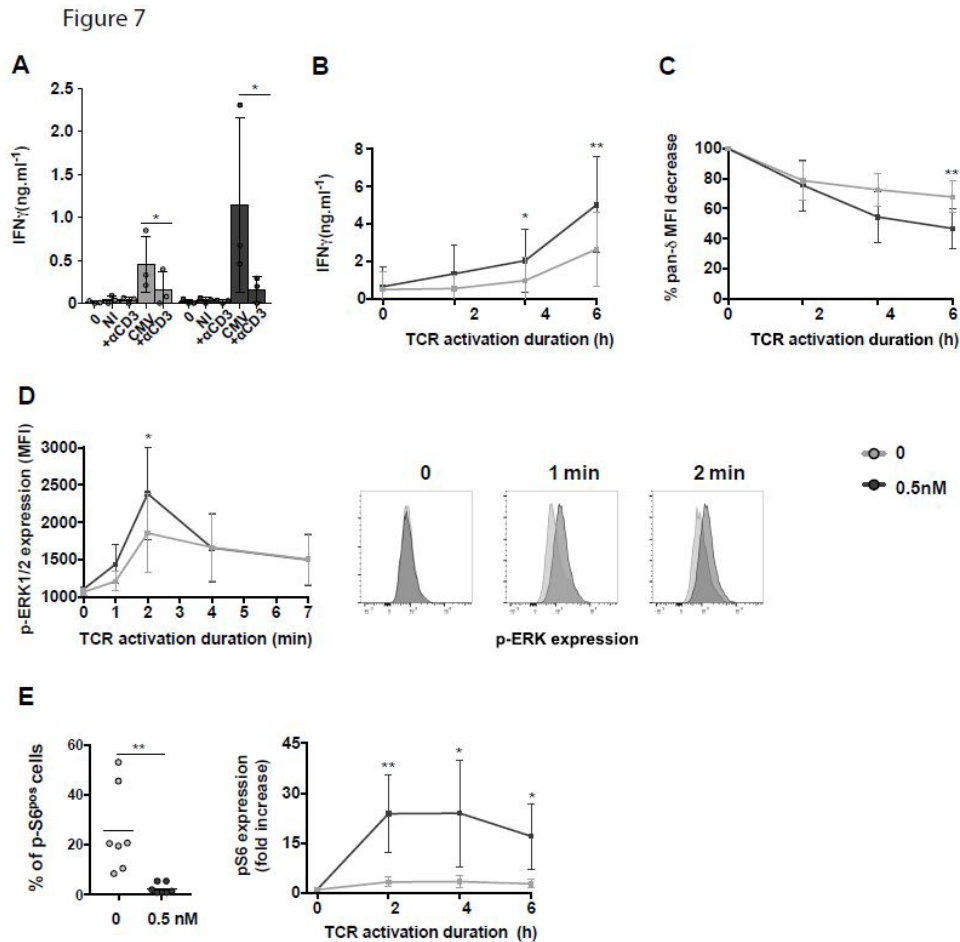 Figure 7
A
IFNγ(ng.ml-1)
2.5
2.0
1.5
1.0
0.5
0
*
*
0
NI
+αCD3
CMV
+αCD3
0
NI
+αCD3
CMV
+αCD3
B
IFNγ(ng.ml-1)
10
8
6
4
2
0
*
**
0 2 4 6
TCR activation duration (h)
C
% pan-δ MFI decrease
100
80
60
40
20
0
**
0 2 4 6
TCR activation duration (h)
D
p-ERK1/2 expression (MFI)
3000
2500
2000
1500
1000
*
0 1 2 3 4 5 6 7
TCR activation duration (min)
0 1 min 2 min
p-ERK expression
0
0.5nM
E
% of p-S6pos cells
60
40
20
0
**
0 0.5 nM
pS6 expression
(fold increase)
45
30
15
0
**
*
*
0 2 4 6
TCR activation duration (h)